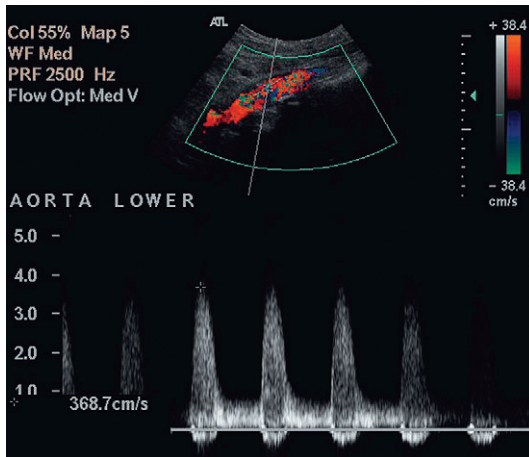 Col 55% Map 5
WF Med
PRF 2500 Hz
Flow Opt: Med V
ATL
+ 38.4
- 38.4
cm/s
AORTA LOWER
5.0
4.0
3.0
2.0
1.0
368.7cm/s